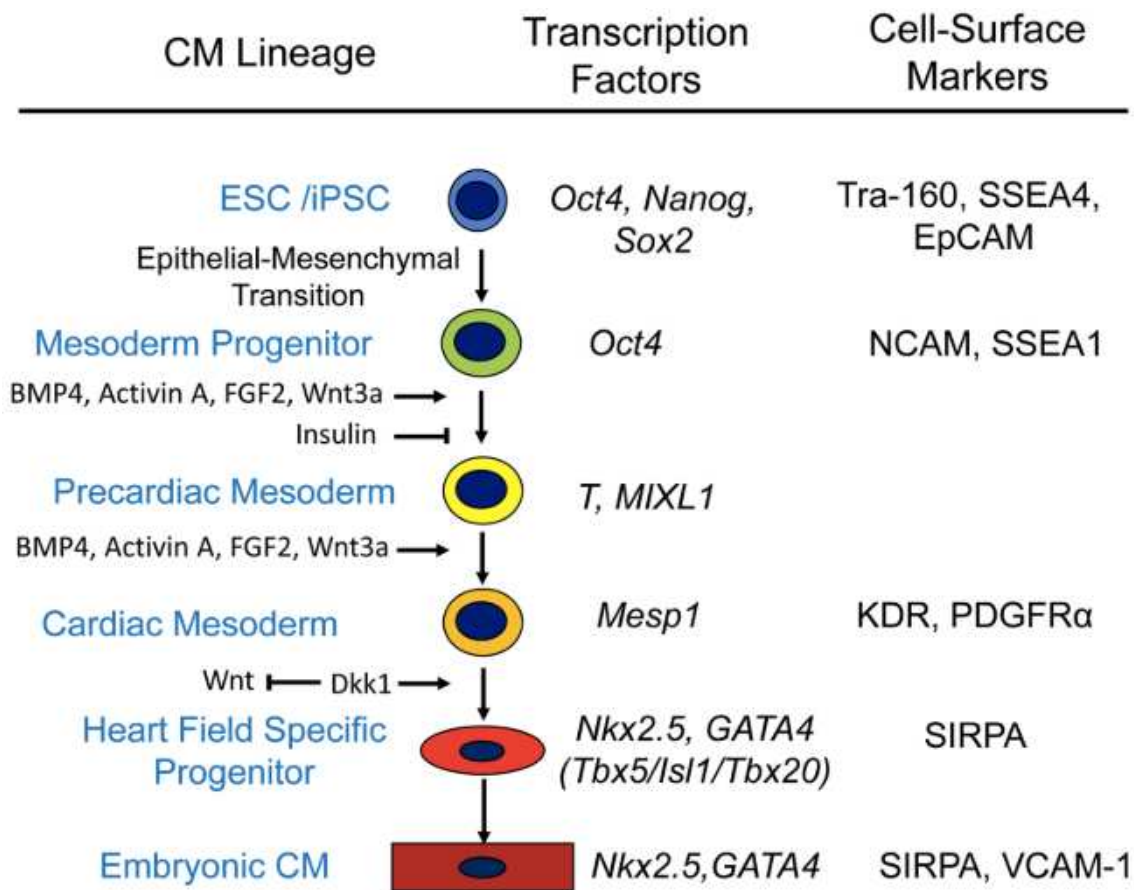 CM Lineage
Transcription
Factors
Cell-Surface
Markers
ESC /iPSC
Oct4, Nanog,
Sox2
Tra-160, SSEA4,
EpCAM
Epithelial-Mesenchymal
Transition
Mesoderm Progenitor
Oct4
NCAM, SSEA1
BMP4, Activin A, FGF2, Wnt3a
Insulin
Precardiac Mesoderm
T, MIXL1
BMP4, Activin A, FGF2, Wnt3a
Cardiac Mesoderm
Mesp1
KDR, PDGFRα
Wnt
Dkk1
Heart Field Specific
Progenitor
Nkx2.5, GATA4
(Tbx5/Isl1/Tbx20)
SIRPA
Embryonic CM
Nkx2.5,GATA4
SIRPA, VCAM-1